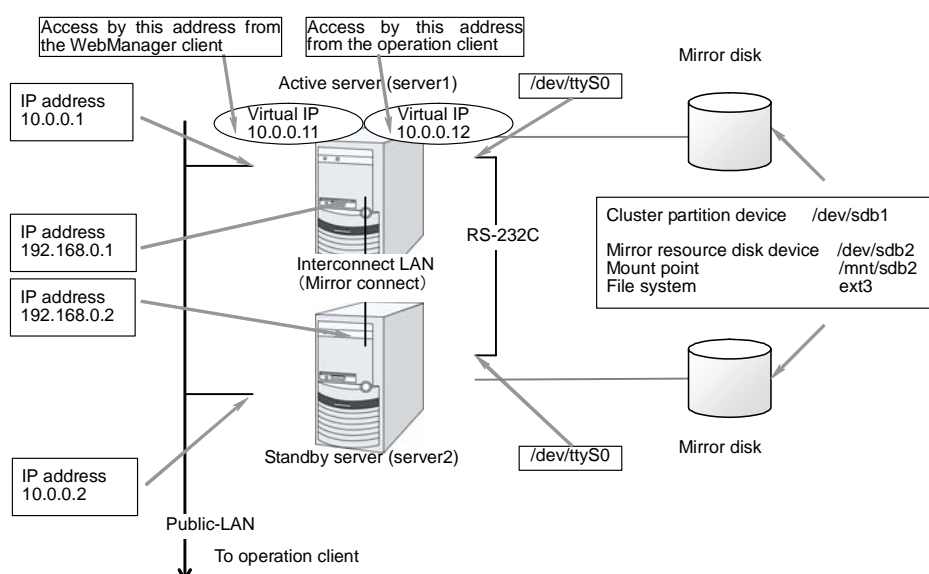 Access by this address from
the WebManager client
Access by this address
from the operation client
Mirror disk
Active server (server1)
/dev/ttyS0
IP address
10.0.0.1
Virtual IP
10.0.0.11
Virtual IP
10.0.0.12
IP address
192.168.0.1
RS-232C
Cluster partition device /dev/sdb1
Mirror resource disk device /dev/sdb2
Mount point /mnt/sdb2
File system ext3
Interconnect LAN
(Mirror connect)
IP address
192.168.0.2
Standby server (server2)
/dev/ttyS0
Mirror disk
IP address
10.0.0.2
Public-LAN
To operation client